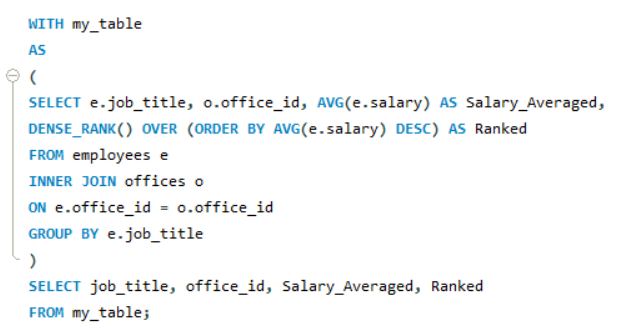 WITH my_table
AS
(
SELECT e.job_title, o.office_id, AVG(e.salary) AS Salary_Averaged,
DENSE_RANK() OVER (ORDER BY AVG(e.salary) DESC) AS Ranked
FROM employees e
INNER JOIN offices o
ON e.office_id = o.office_id
GROUP BY e.job_title
)
SELECT job_title, office_id, Salary_Averaged, Ranked
FROM my_table;